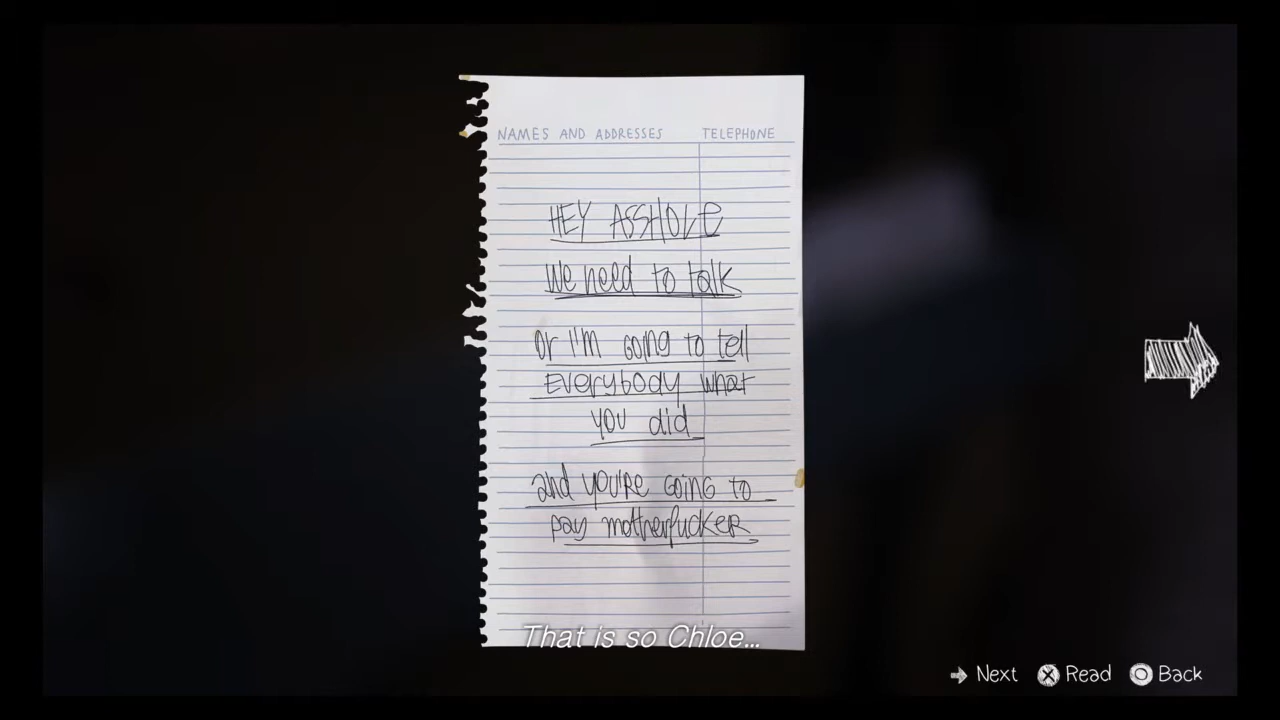 NAMES AND ADDRESSES TELEPHONE
HEY ASSHOLE
We need to talk
Or I'm going to tell
Everybody what
you did
and you're going to
pay motherfucker
That is so Chloe...
Next Read Back